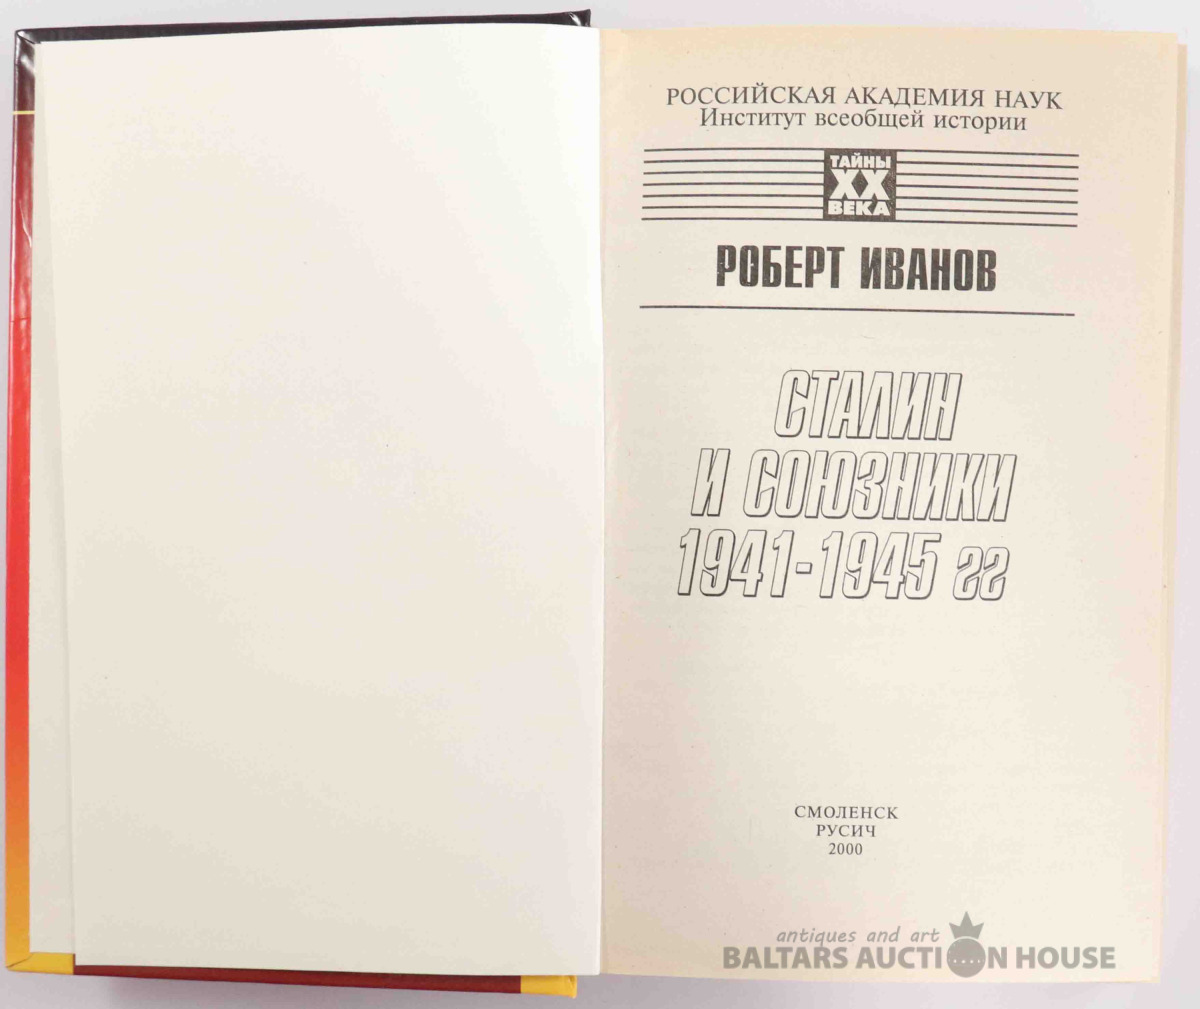 РОССИЙСКАЯ АКАДЕМИЯ НАУК
Институт всеобщей истории
ТАЙНЫ
XX
ВЕКА
РОБЕРТ ИВАНОВ
СТАЛИН
И СОЮЗНИКИ
1941-1945 гг
СМОЛЕНСК
РУСИЧ
2000
antiques and art
BALTARS AUCTION HOUSE